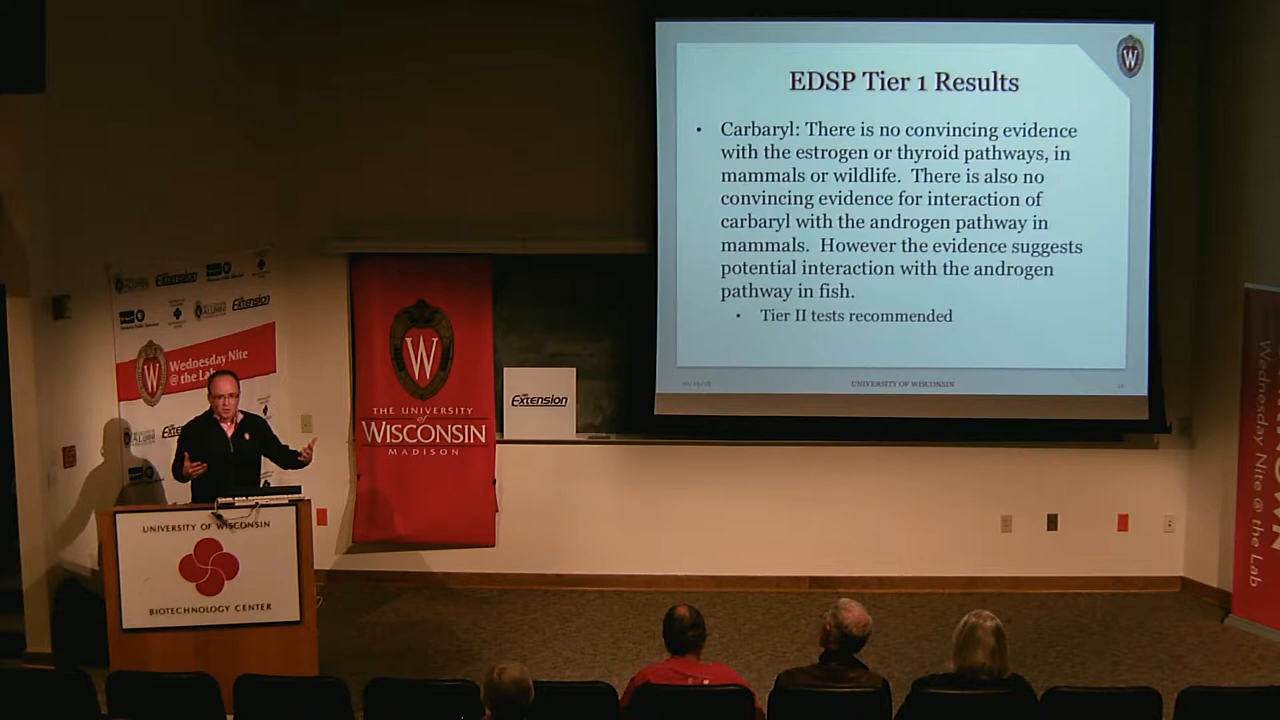 EDSP Tier 1 Results
• Carbaryl: There is no convincing evidence
with the estrogen or thyroid pathways, in
mammals or wildlife. There is also no
convincing evidence for interaction of
carbaryl with the androgen pathway in
mammals. However the evidence suggests
potential interaction with the androgen
pathway in fish.
• Tier II tests recommended
UNIVERSITY OF WISCONSIN
W
Extension
Extension
Wednesday Nite
@ the Lab
W
W
THE UNIVERSITY
of
WISCONSIN
MADISON
Extension
UNIVERSITY OF WISCONSIN
BIOTECHNOLOGY CENTER
Wednesday Nite @ the Lab